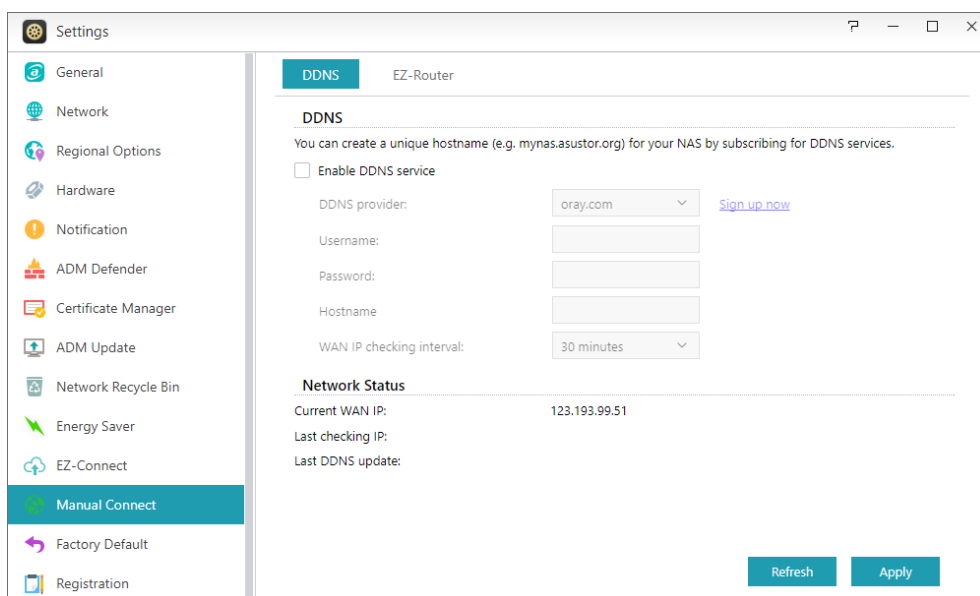 Settings
General
Network
Regional Options
Hardware
Notification
ADM Defender
Certificate Manager
ADM Update
Network Recycle Bin
Energy Saver
EZ-Connect
Manual Connect
Factory Default
Registration
DDNS EZ-Router
DDNS
You can create a unique hostname (e.g. mynas.asustor.org) for your NAS by subscribing for DDNS services.
Enable DDNS service
DDNS provider: oray.com Sign up now
Username:
Password:
Hostname
WAN IP checking interval: 30 minutes
Network Status
Current WAN IP: 123.193.99.51
Last checking IP:
Last DDNS update:
Refresh Apply